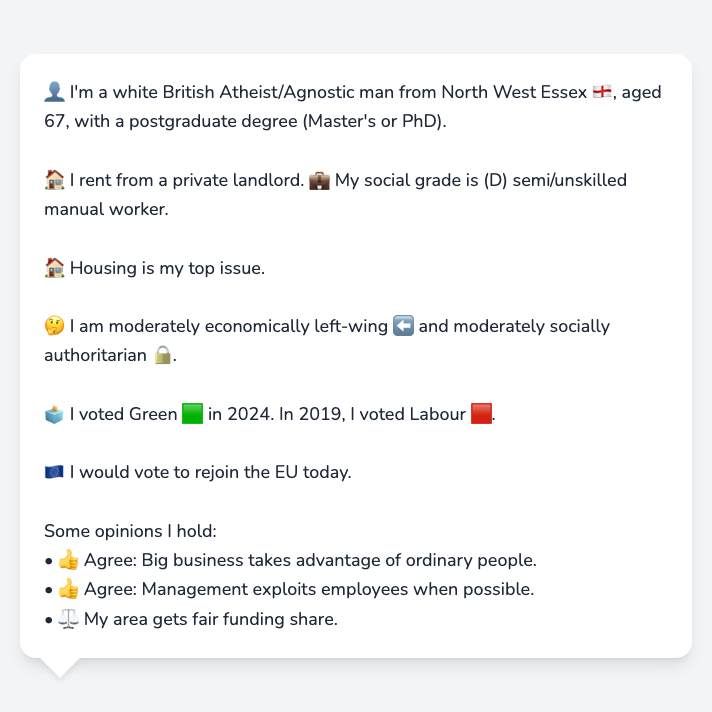 👤 I'm a white British Atheist/Agnostic man from North West Essex 🏴󠁧󠁢󠁥󠁮󠁧󠁿, aged
67, with a postgraduate degree (Master's or PhD).
🏠 I rent from a private landlord. 💼 My social grade is (D) semi/unskilled
manual worker.
🏠 Housing is my top issue.
🤔 I am moderately economically left-wing ⬅️ and moderately socially
authoritarian 🔒.
🗳️ I voted Green 🟩 in 2024. In 2019, I voted Labour 🟥.
🇪🇺 I would vote to rejoin the EU today.
Some opinions I hold:
• 👍 Agree: Big business takes advantage of ordinary people.
• 👍 Agree: Management exploits employees when possible.
• ⚖️ My area gets fair funding share.